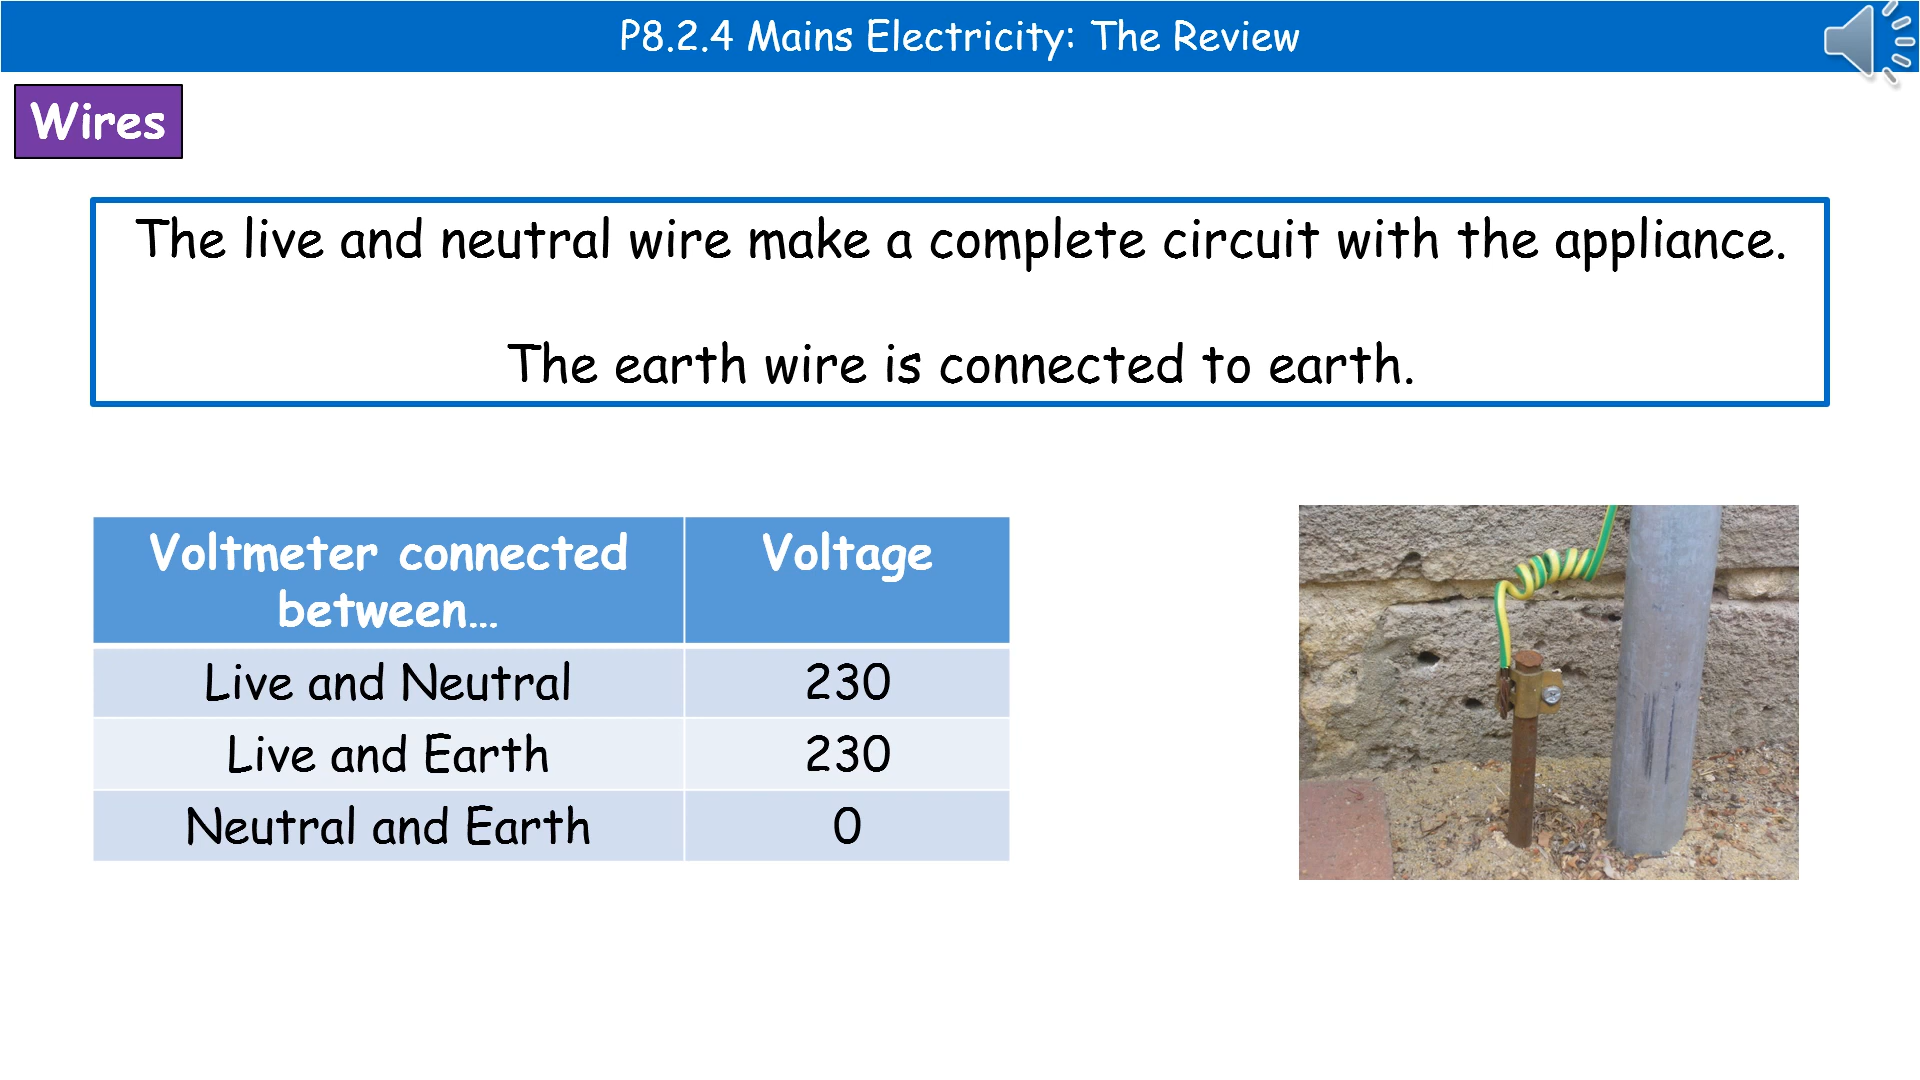 P8.2.4 Mains Electricity: The Review
Wires
The live and neutral wire make a complete circuit with the appliance.
The earth wire is connected to earth.
Voltmeter connected between…
Voltage
Live and Neutral
230
Live and Earth
230
Neutral and Earth
0